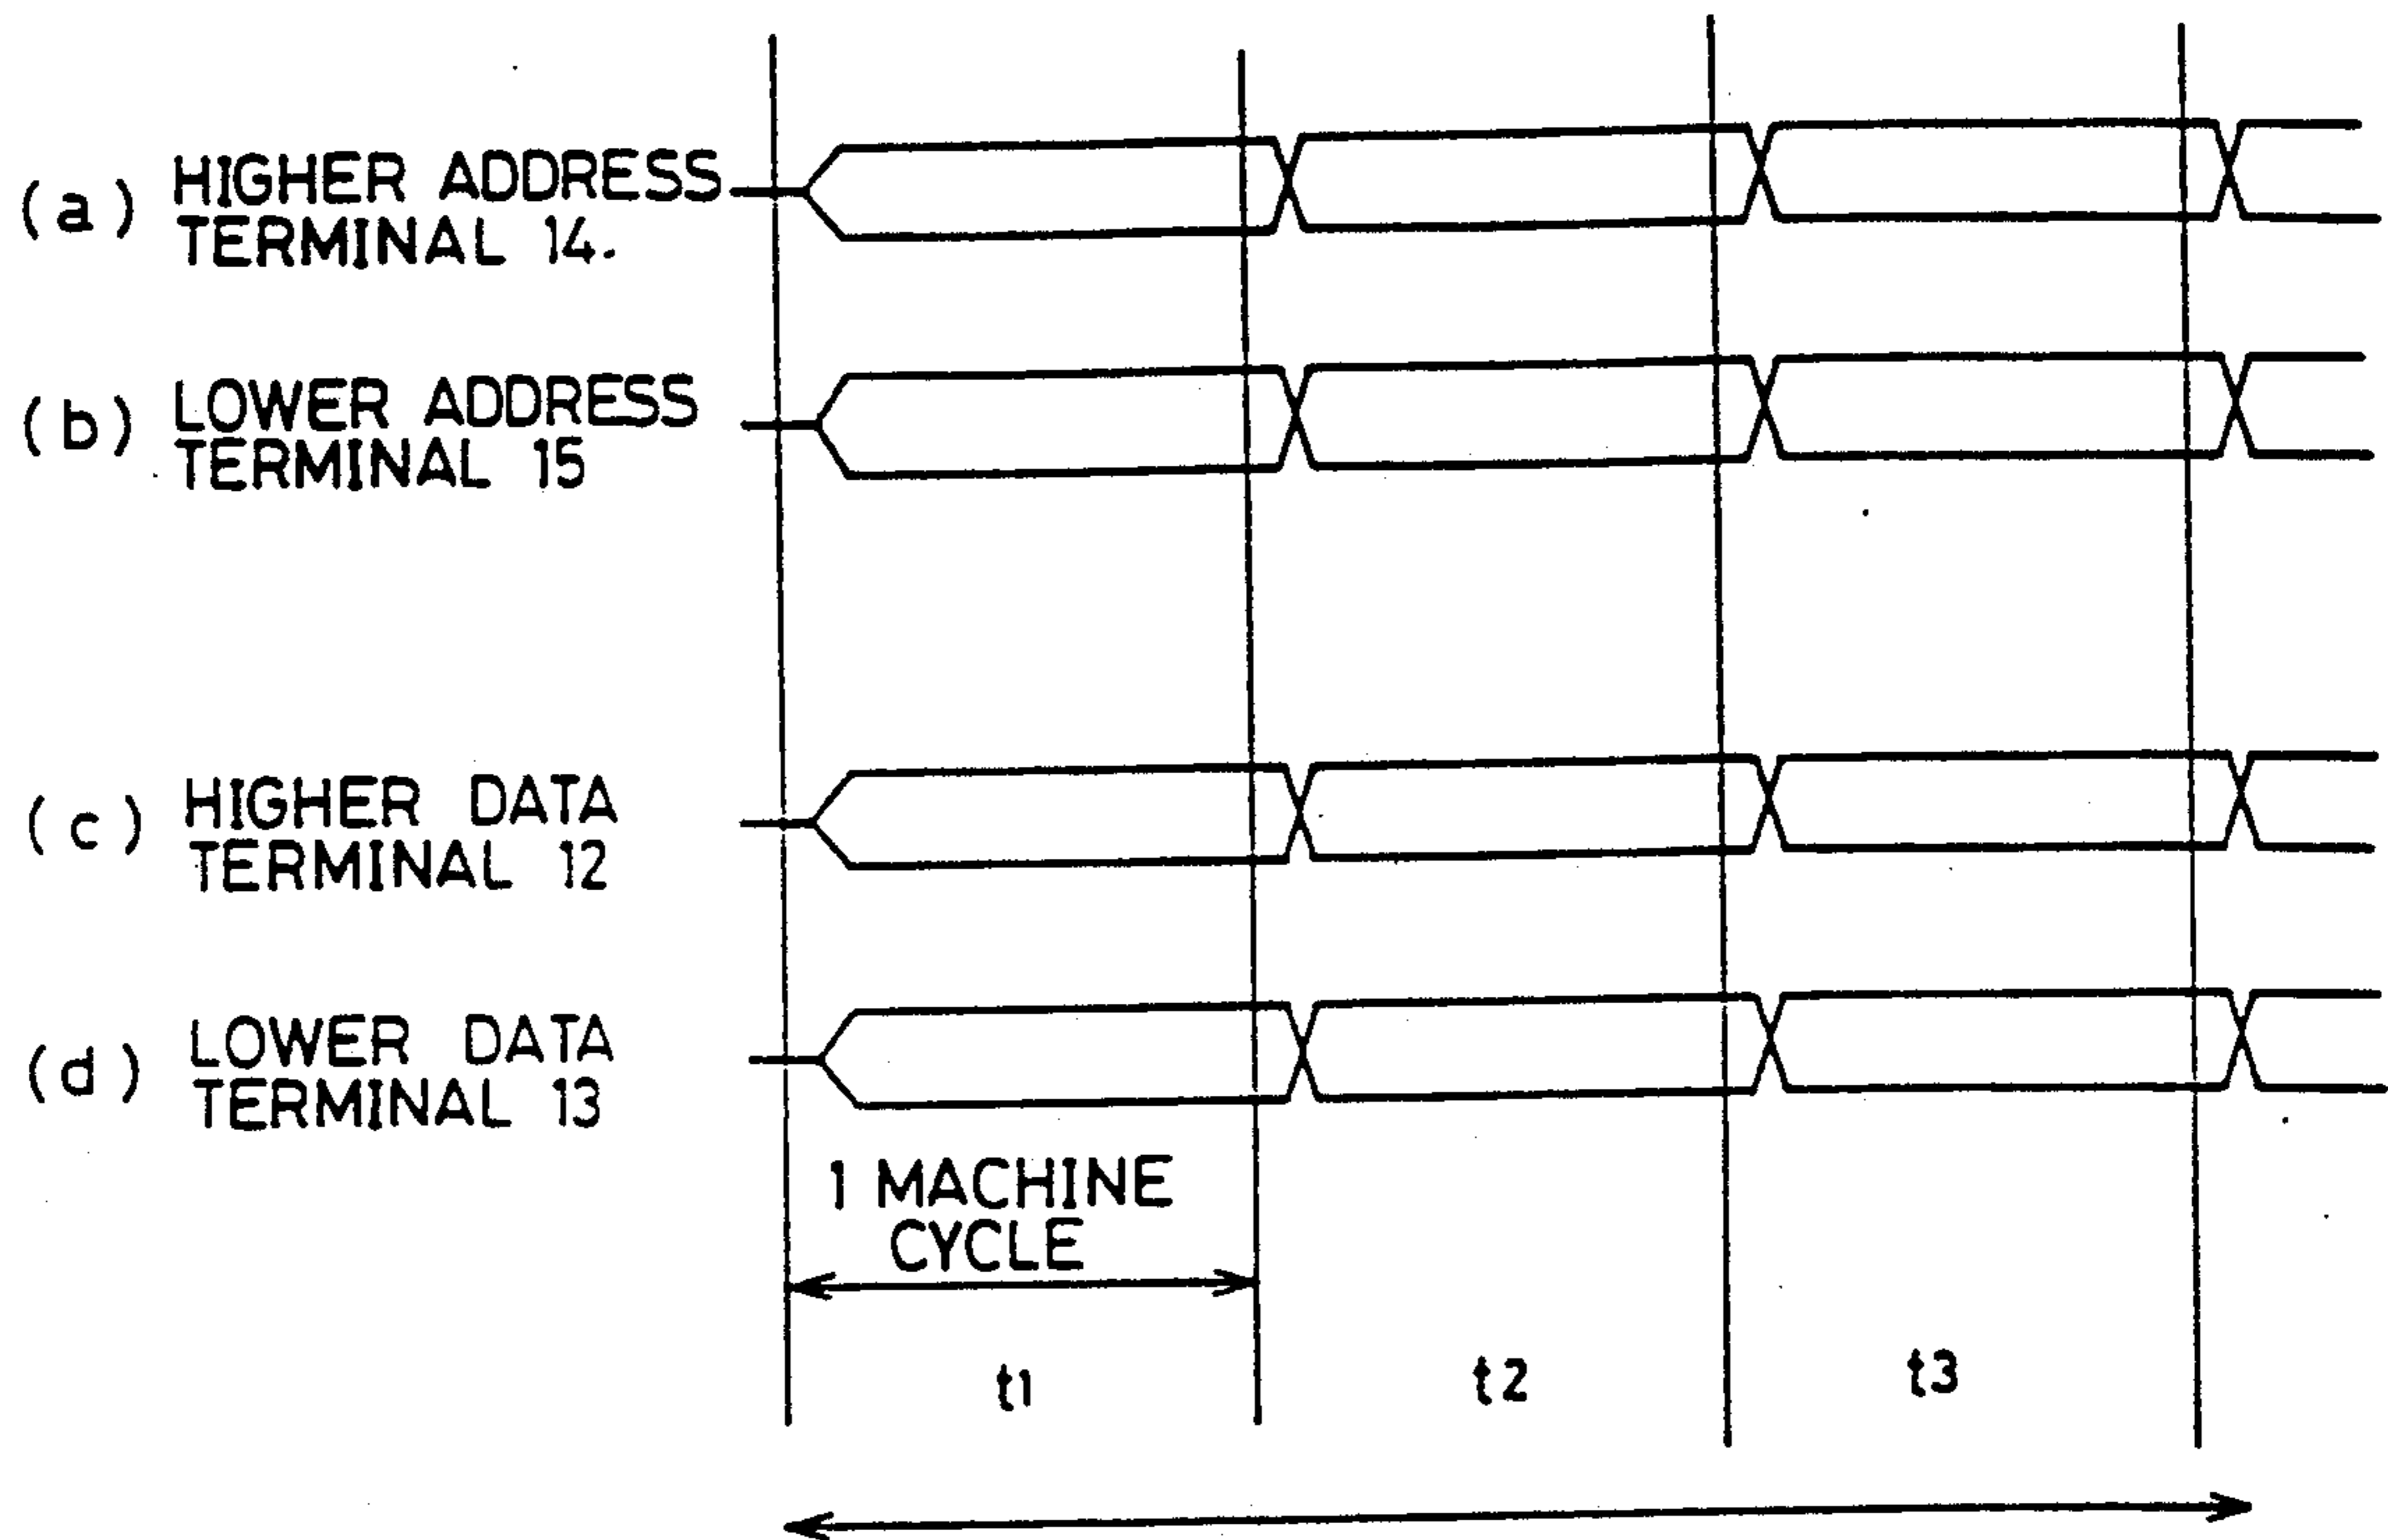 (a) HIGHER ADDRESS
TERMINAL 14.
(b) LOWER ADDRESS
TERMINAL 15
(c) HIGHER DATA
TERMINAL 12
(d) LOWER DATA
TERMINAL 13
1 MACHINE
CYCLE
t1 t2 t3